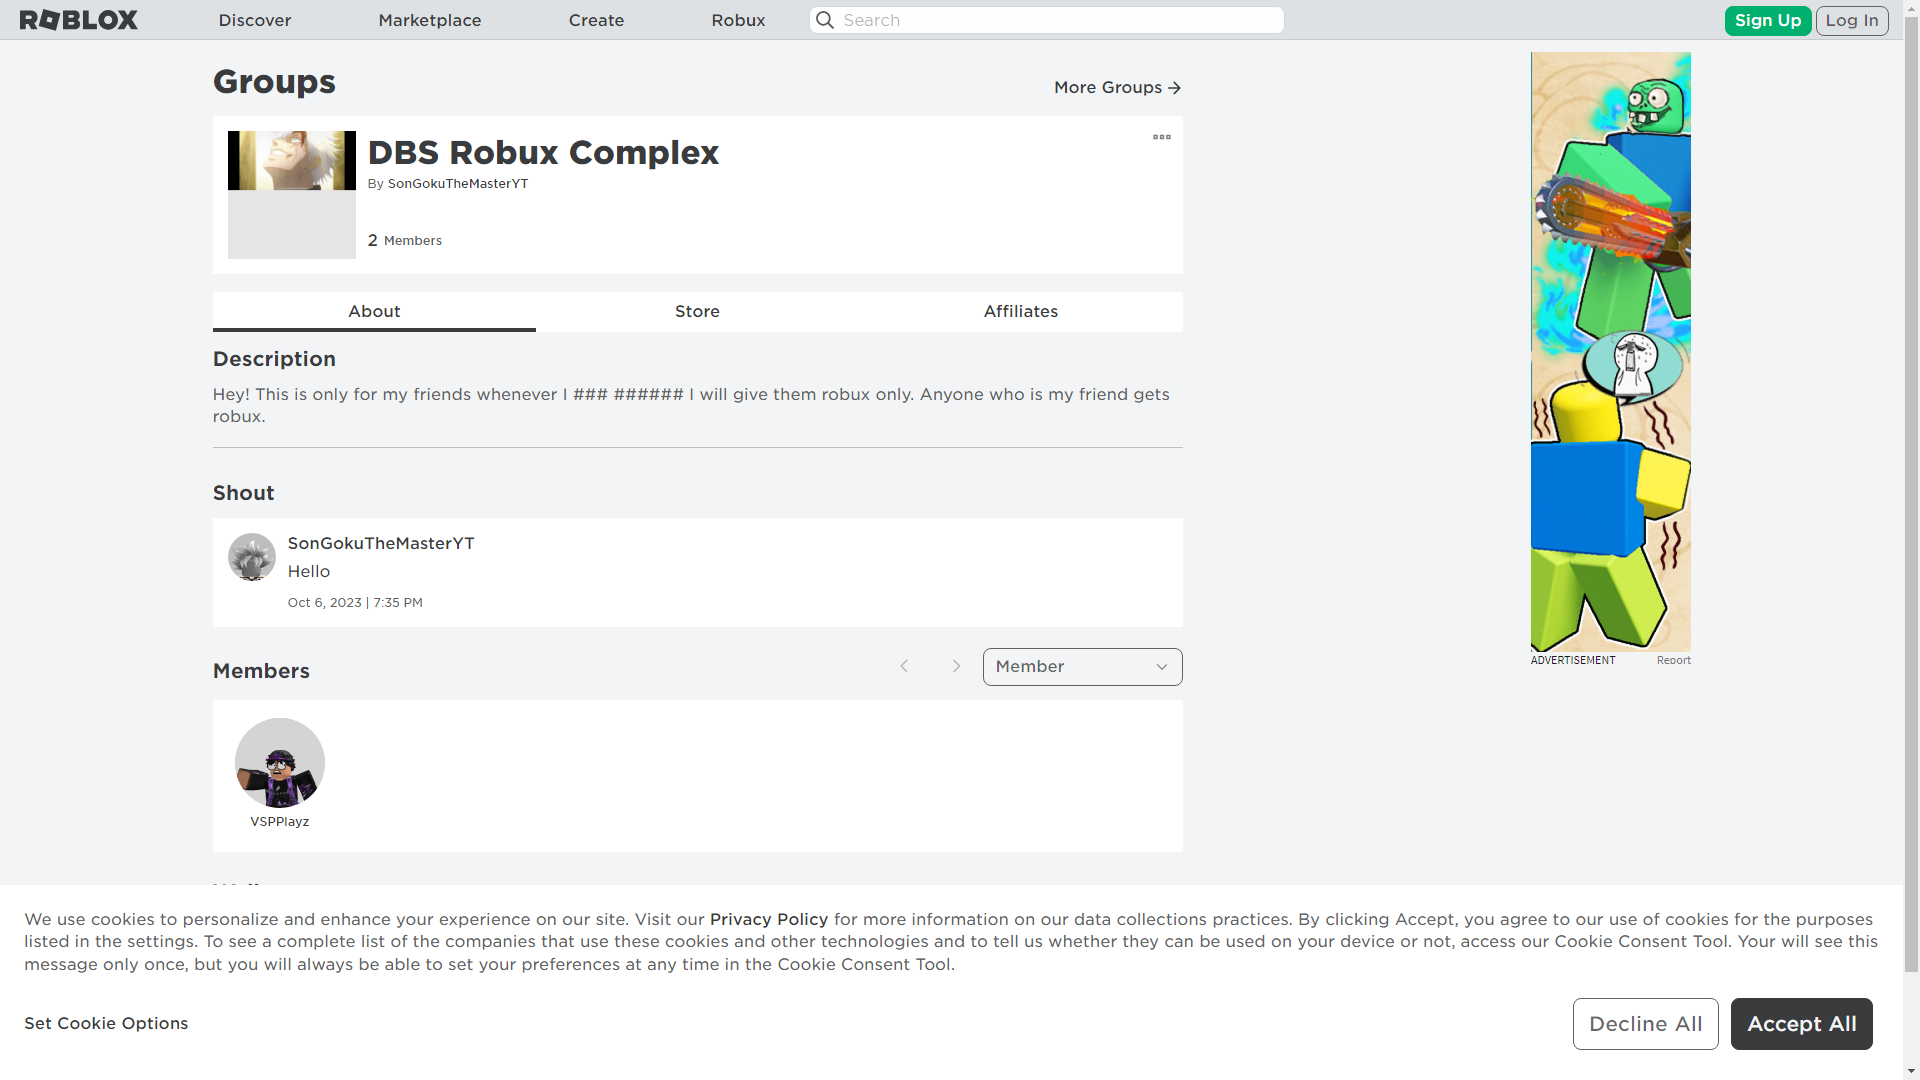 ROBLOX
Discover
Marketplace
Create
Robux
Search
Sign Up
Log In
Groups
More Groups
DBS Robux Complex
By SonGokuTheMasterYT
2 Members
About
Store
Affiliates
Description
Hey! This is only for my friends whenever I ### ###### I will give them robux only. Anyone who is my friend gets
robux.
Shout
SonGokuTheMasterYT
Hello
Oct 6, 2023 | 7:35 PM
Members
Member
VSPPlayz
ADVERTISEMENT
Report
We use cookies to personalize and enhance your experience on our site. Visit our Privacy Policy for more information on our data collections practices. By clicking Accept, you agree to our use of cookies for the purposes
listed in the settings. To see a complete list of the companies that use these cookies and other technologies and to tell us whether they can be used on your device or not, access our Cookie Consent Tool. Your will see this
message only once, but you will always be able to set your preferences at any time in the Cookie Consent Tool.
Set Cookie Options
Decline All
Accept All